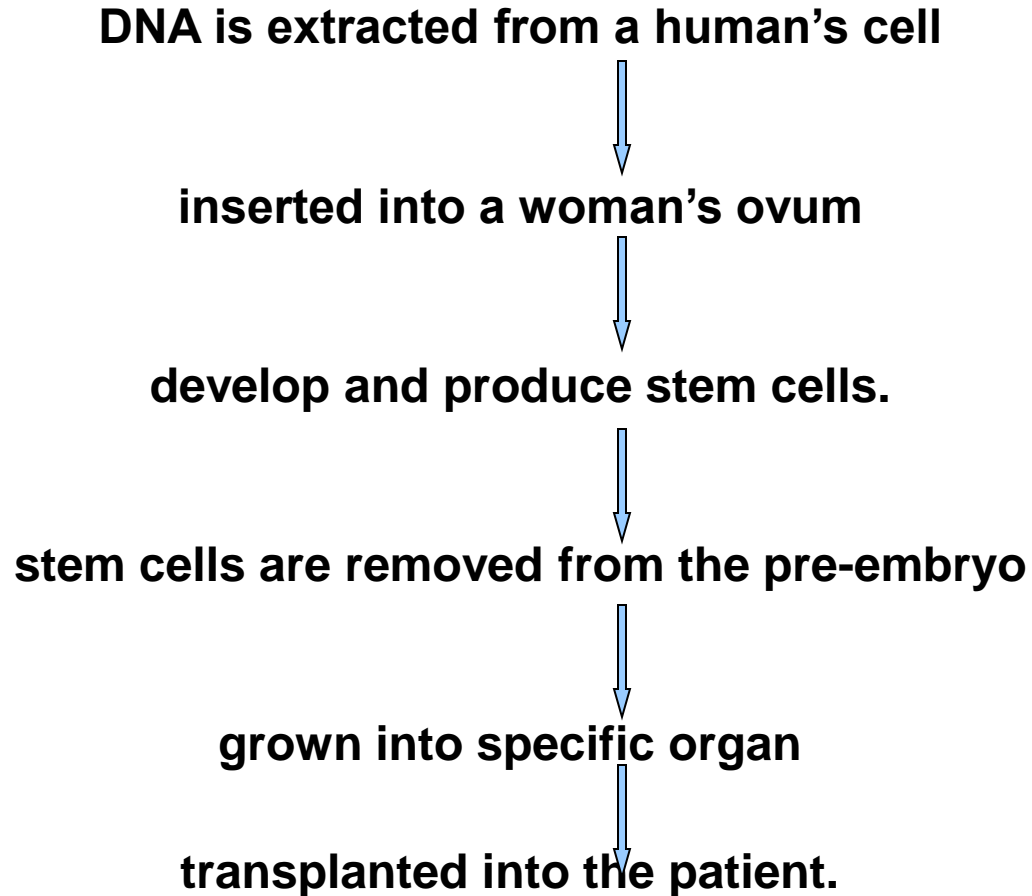 DNA is extracted from a human’s cell
inserted into a woman’s ovum
develop and produce stem cells.
stem cells are removed from the pre-embryo
grown into specific organ
transplanted into the patient.